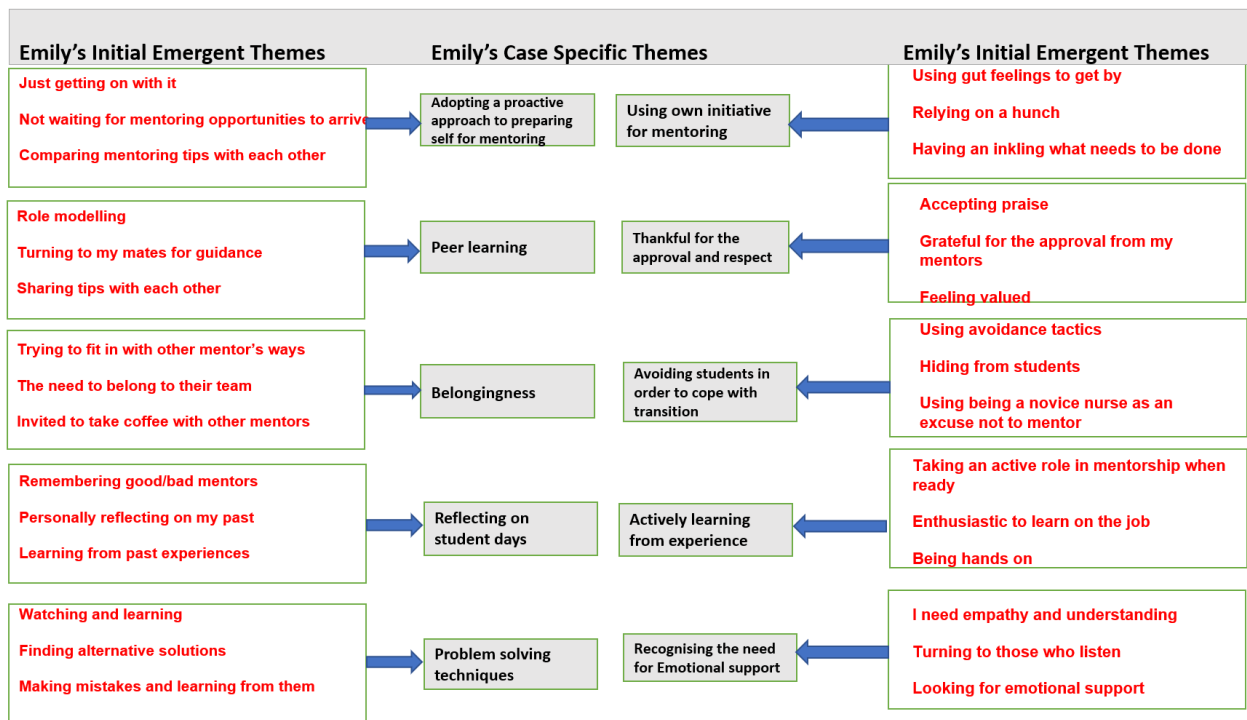 Emily's Initial Emergent Themes
Emily's Case Specific Themes
Emily's Initial Emergent Themes
Just getting on with it
Not waiting for mentoring opportunities to arrive
Comparing mentoring tips with each other
Adopting a proactive
approach to preparing
self for mentoring
Using own initiative
for mentoring
Using gut feelings to get by
Relying on a hunch
Having an inkling what needs to be done
Role modelling
Turning to my mates for guidance
Sharing tips with each other
Peer learning
Thankful for the
approval and respect
Accepting praise
Grateful for the approval from my
mentors
Feeling valued
Trying to fit in with other mentor's ways
The need to belong to their team
Invited to take coffee with other mentors
Belongingness
Avoiding students in
order to cope with
transition
Using avoidance tactics
Hiding from students
Using being a novice nurse as an
excuse not to mentor
Remembering good/bad mentors
Personally reflecting on my past
Learning from past experiences
Reflecting on
student days
Actively learning
from experience
Taking an active role in mentorship when
ready
Enthusiastic to learn on the job
Being hands on
Watching and learning
Finding alternative solutions
Making mistakes and learning from them
Problem solving
techniques
Recognising the need
for Emotional support
I need empathy and understanding
Turning to those who listen
Looking for emotional support